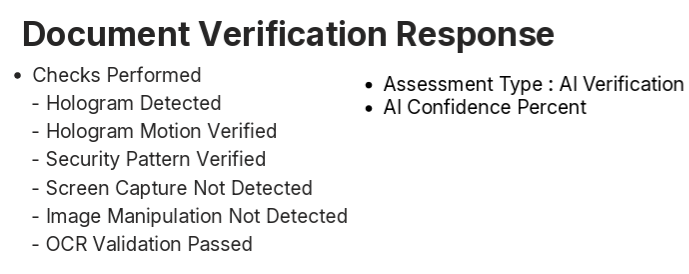 Document Verification Response
• Checks Performed
- Hologram Detected
- Hologram Motion Verified
- Security Pattern Verified
- Screen Capture Not Detected
- Image Manipulation Not Detected
- OCR Validation Passed
• Assessment Type : AI Verification
• AI Confidence Percent